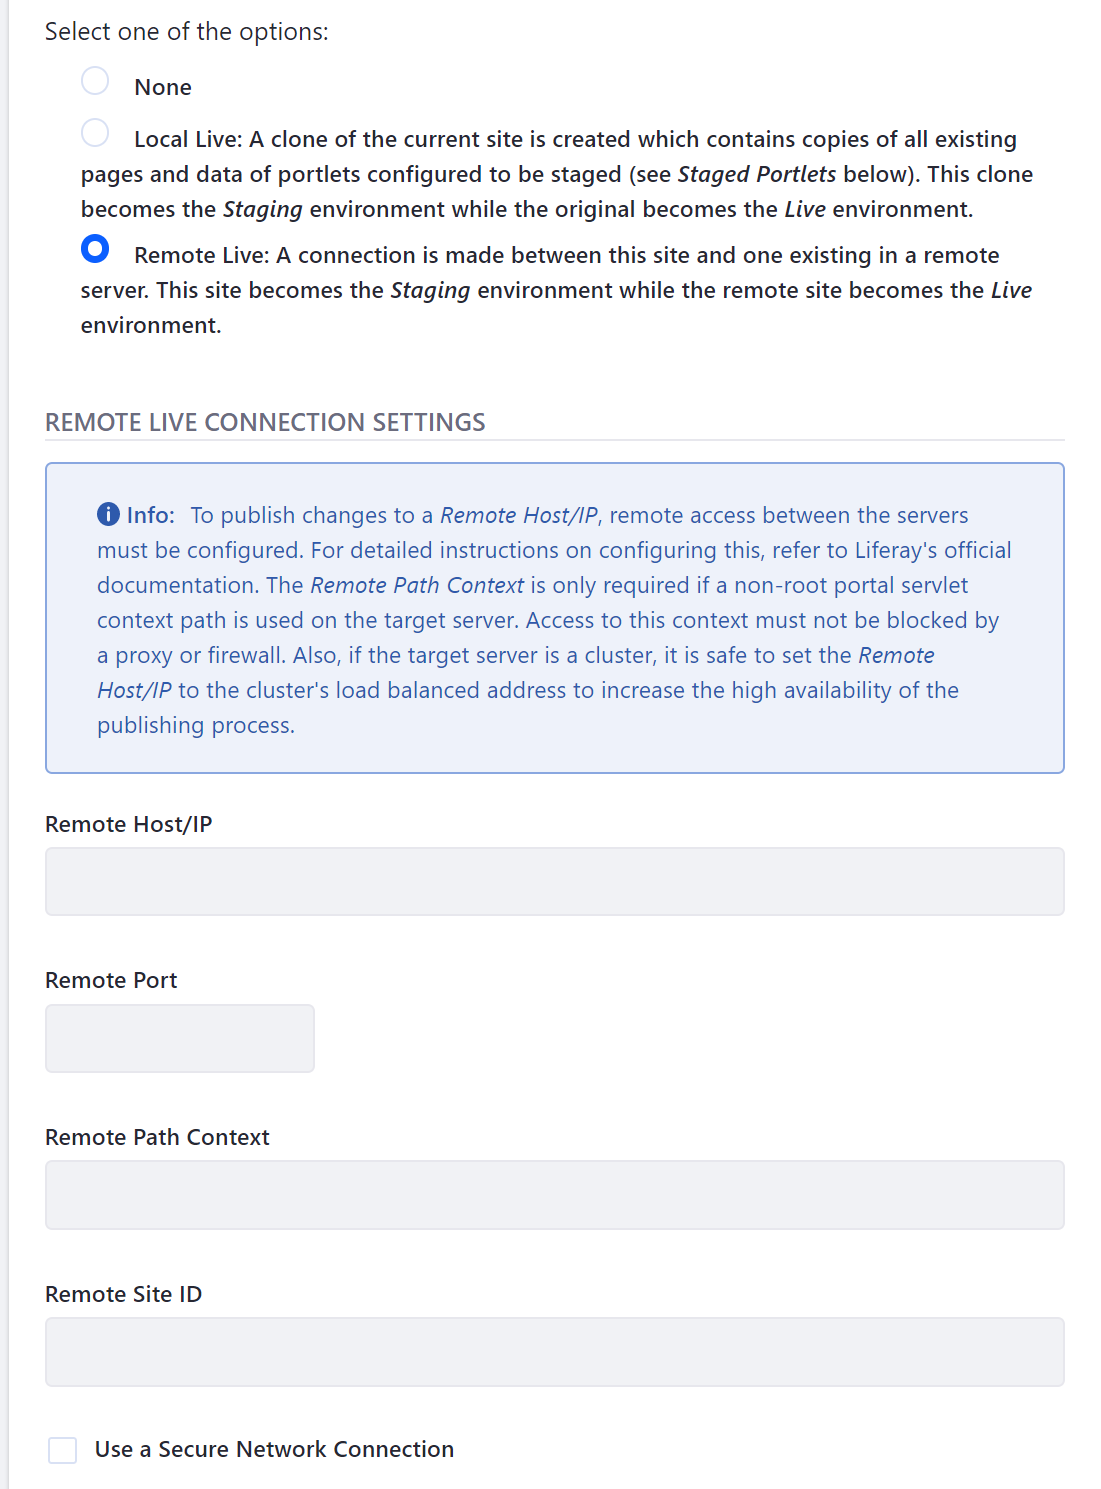 Select one of the options:
None
Local Live: A clone of the current site is created which contains copies of all existing
pages and data of portlets configured to be staged (see Staged Portlets below). This clone
becomes the Staging environment while the original becomes the Live environment.
Remote Live: A connection is made between this site and one existing in a remote
server. This site becomes the Staging environment while the remote site becomes the Live
environment.
REMOTE LIVE CONNECTION SETTINGS
Info: To publish changes to a Remote Host/IP, remote access between the servers
must be configured. For detailed instructions on configuring this, refer to Liferay's official
documentation. The Remote Path Context is only required if a non-root portal servlet
context path is used on the target server. Access to this context must not be blocked by
a proxy or firewall. Also, if the target server is a cluster, it is safe to set the Remote
Host/IP to the cluster's load balanced address to increase the high availability of the
publishing process.
Remote Host/IP
Remote Port
Remote Path Context
Remote Site ID
Use a Secure Network Connection